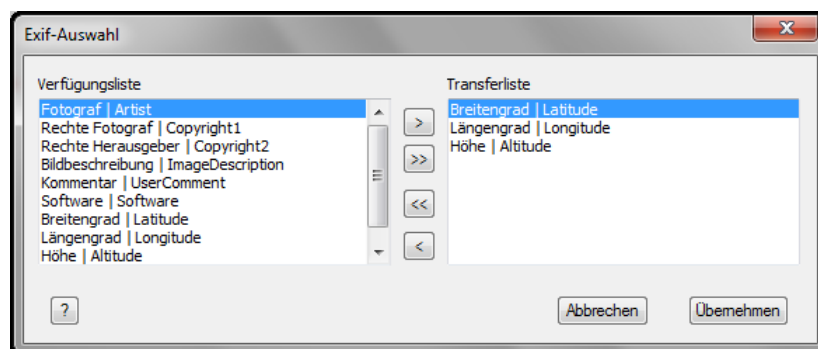 Exif-Auswahl
x
Verfügungsliste
Fotograf | Artist
Rechte Fotograf | Copyright1
Rechte Herausgeber | Copyright2
Bildbeschreibung | ImageDescription
Kommentar | UserComment
Software | Software
Breitengrad | Latitude
Längengrad | Longitude
Höhe | Altitude
>
>>
<<
<
Transferliste
Breitengrad | Latitude
Längengrad | Longitude
Höhe | Altitude
?
Abbrechen
Übernehmen